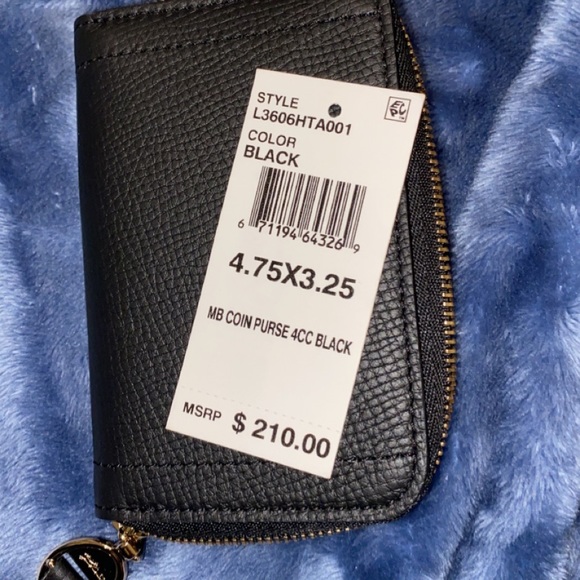 STYLE
L3606HTA001
COLOR
BLACK
6 71194 64326 9
4.75X3.25
MB COIN PURSE 4CC BLACK
MSRP $ 210.00